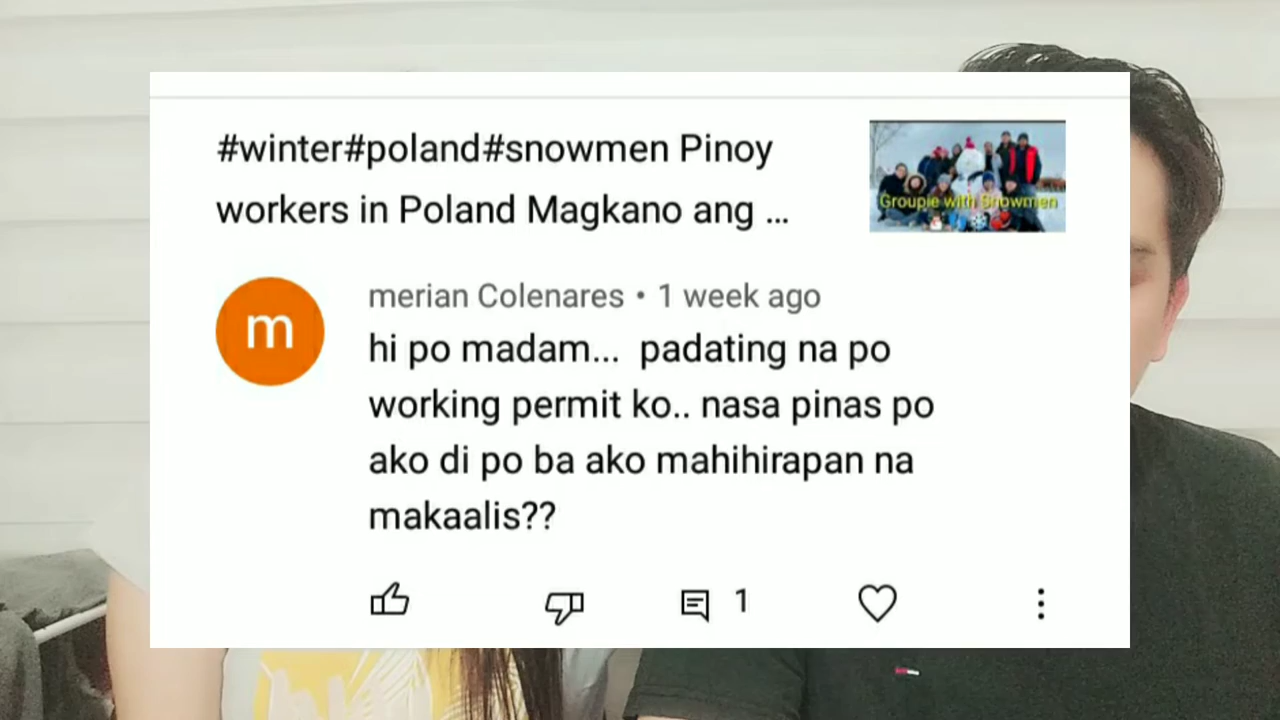 #winter#poland#snowmen Pinoy
workers in Poland Magkano ang ...
Groupie with Snowmen
m
merian Colenares • 1 week ago
hi po madam... padating na po
working permit ko.. nasa pinas po
ako di po ba ako mahihirapan na
makaalis??
1